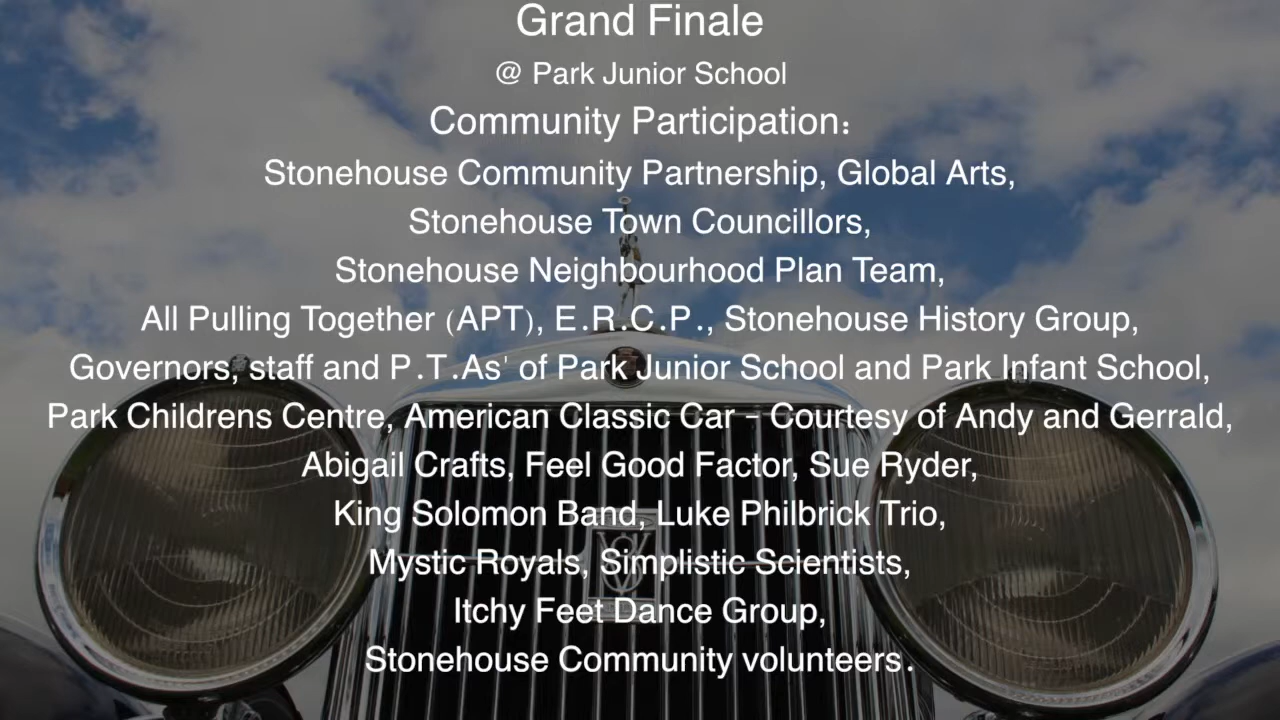 Grand Finale
@ Park Junior School
Community Participation:
Stonehouse Community Partnership, Global Arts,
Stonehouse Town Councillors,
Stonehouse Neighbourhood Plan Team,
All Pulling Together (APT), E.R.C.P., Stonehouse History Group,
Governors, staff and P.T.As' of Park Junior School and Park Infant School,
Park Childrens Centre, American Classic Car - Courtesy of Andy and Gerrald,
Abigail Crafts, Feel Good Factor, Sue Ryder,
King Solomon Band, Luke Philbrick Trio,
Mystic Royals, Simplistic Scientists,
Itchy Feet Dance Group,
Stonehouse Community volunteers.